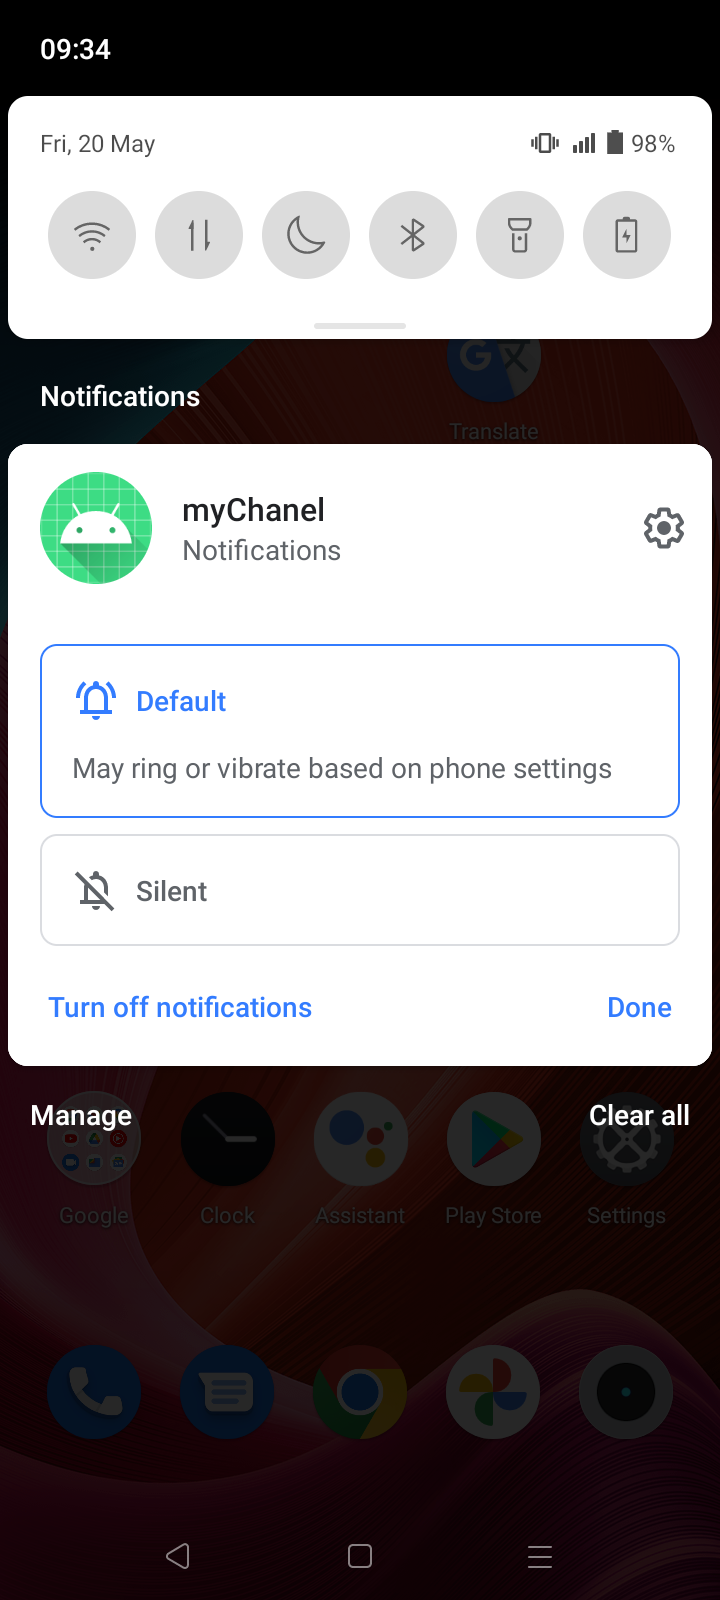 09:34
Fri, 20 May
98%
Translate
Notifications
myChanel
Notifications
Default
May ring or vibrate based on phone settings
Silent
Turn off notifications
Done
Manage
Clear all
Google
Clock
Assistant
Play Store
Settings